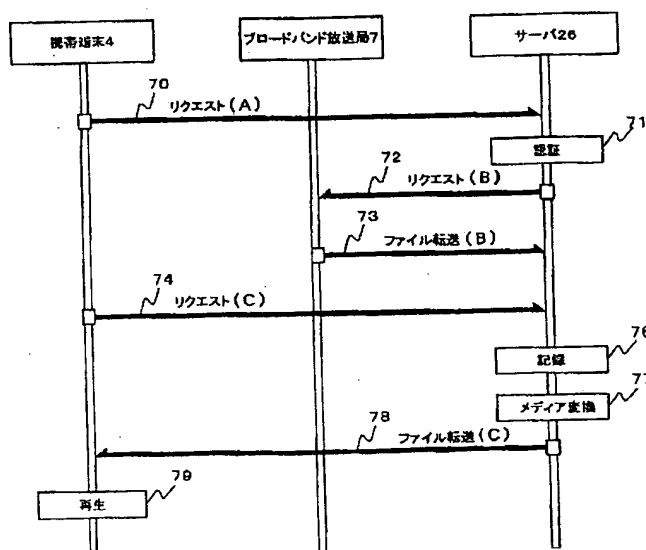 携帯端末4
ブロードバンド放送局7
サーバ26
70
リクエスト(A)
71
認証
72
リクエスト(B)
73
ファイル転送(B)
74
リクエスト(C)
76
記録
77
メディア変換
78
ファイル転送(C)
79
再生